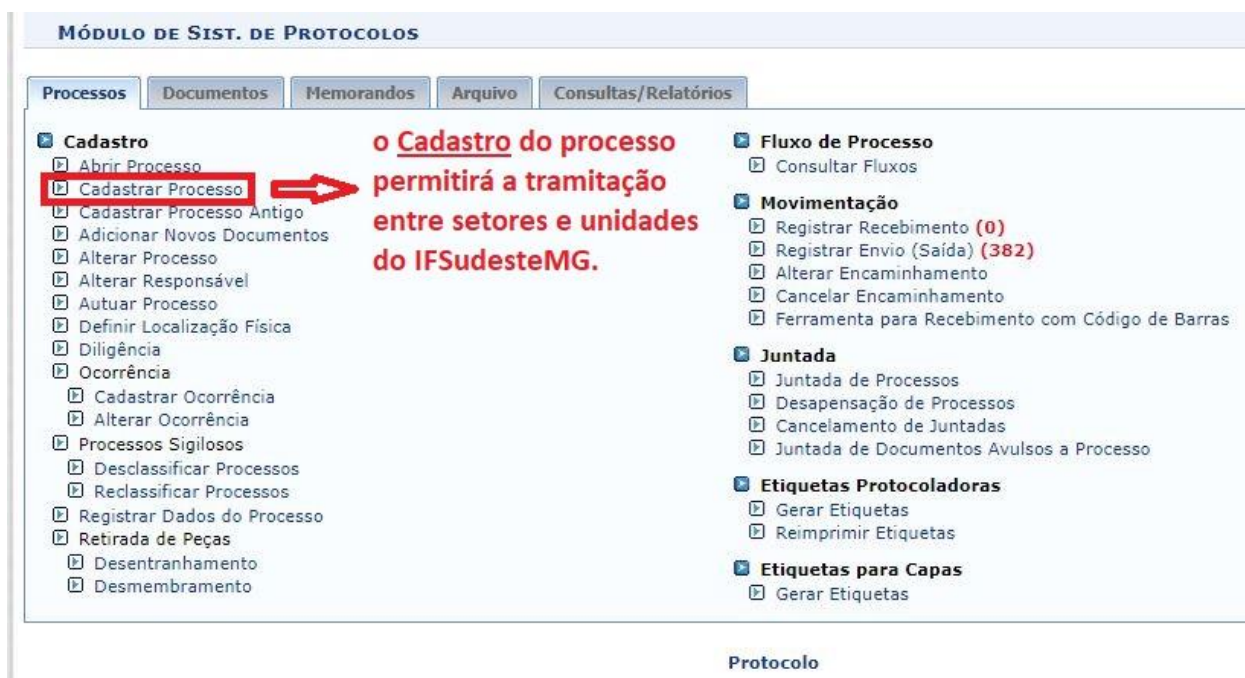 MÓDULO DE SIST. DE PROTOCOLOS
Processos
Documentos
Memorandos
Arquivo
Consultas/Relatórios
Cadastro
Abrir Processo
Cadastrar Processo
Cadastrar Processo Antigo
Adicionar Novos Documentos
Alterar Processo
Alterar Responsável
Autuar Processo
Definir Localização Física
Diligência
Ocorrência
Cadastrar Ocorrência
Alterar Ocorrência
Processos Sigilosos
Desclassificar Processos
Reclassificar Processos
Registrar Dados do Processo
Retirada de Peças
Desentranhamento
Desmembramento
o Cadastro do processo
permitirá a tramitação
entre setores e unidades
do IFSudesteMG.
Fluxo de Processo
Consultar Fluxos
Movimentação
Registrar Recebimento (0)
Registrar Envio (Saída) (382)
Alterar Encaminhamento
Cancelar Encaminhamento
Ferramenta para Recebimento com Código de Barras
Juntada
Juntada de Processos
Desapensação de Processos
Cancelamento de Juntadas
Juntada de Documentos Avulsos a Processo
Etiquetas Protocoladoras
Gerar Etiquetas
Reimprimir Etiquetas
Etiquetas para Capas
Gerar Etiquetas
Protocolo